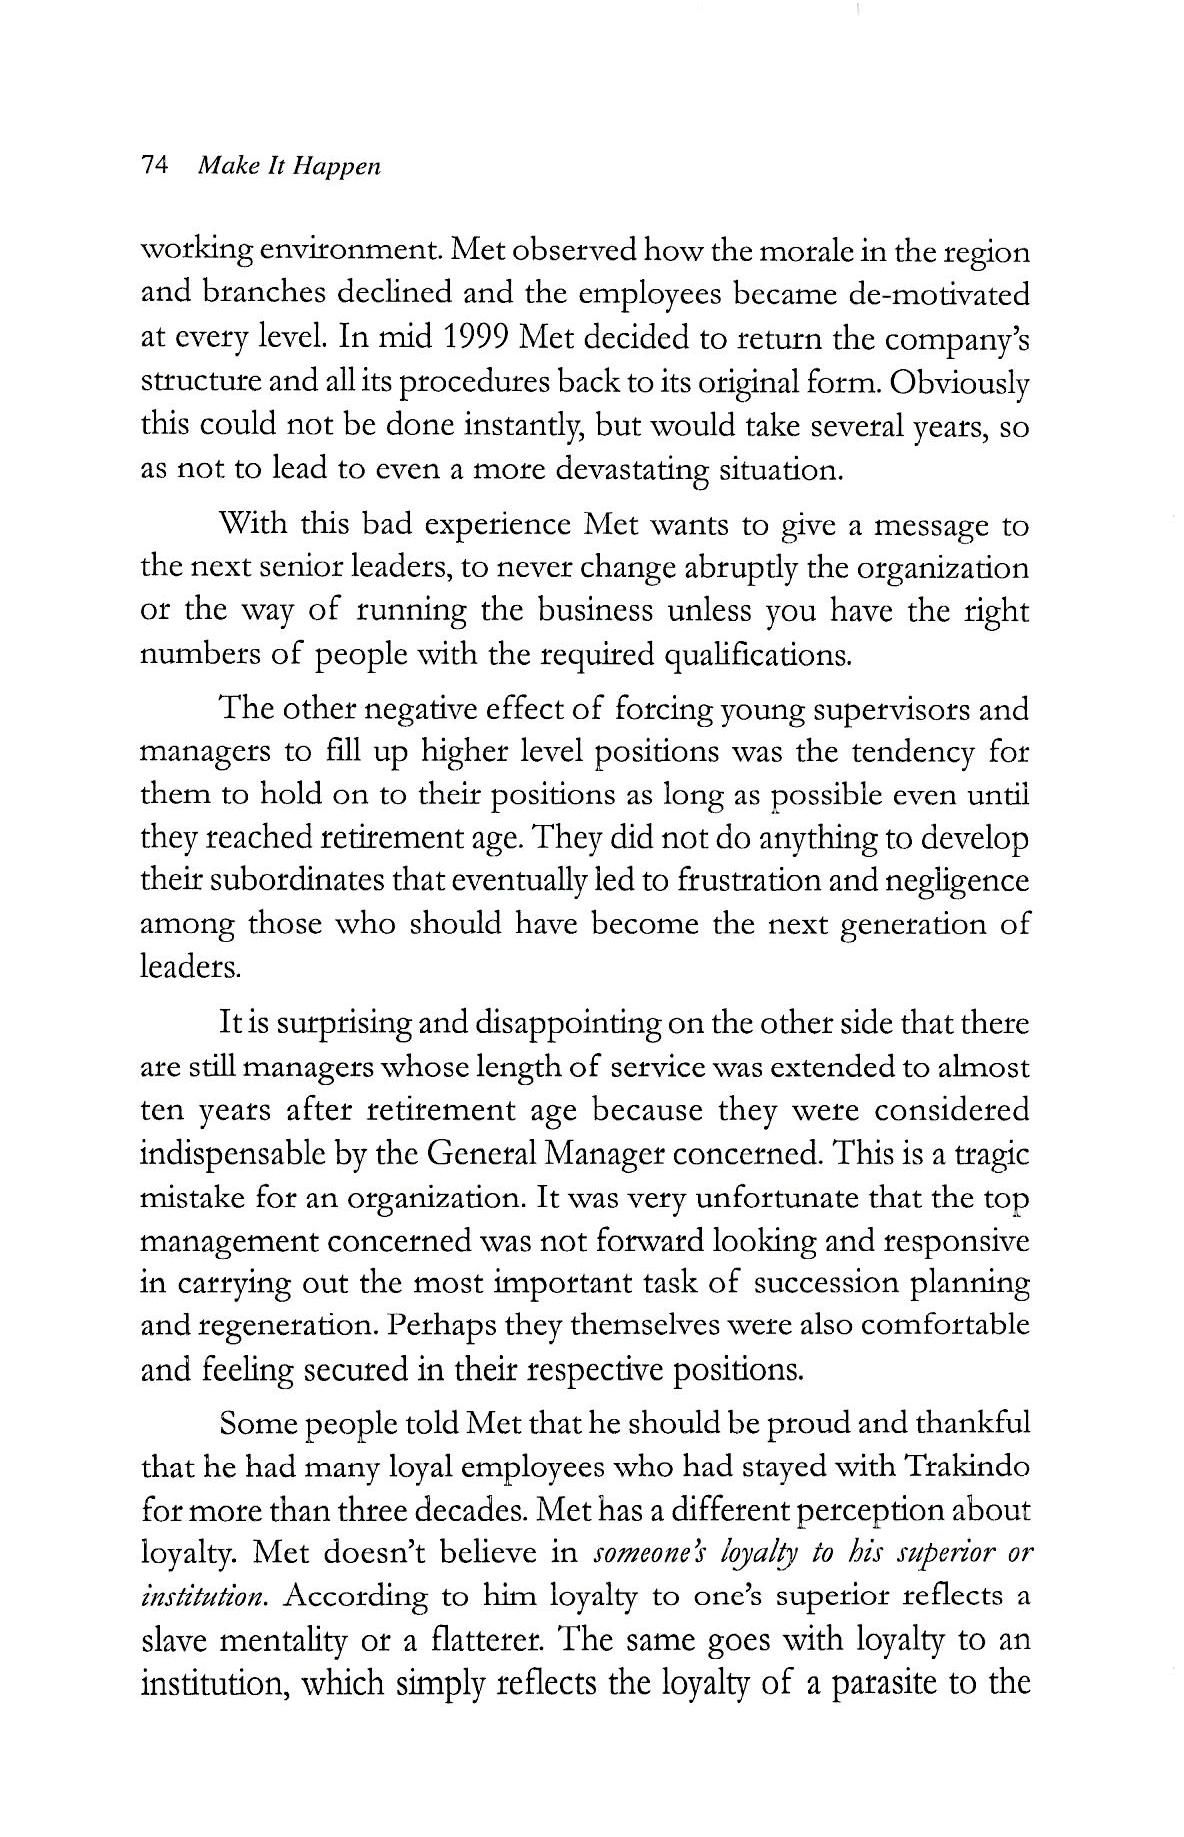 74 Make It Happen
working environment. Met observed how the morale in the region
and branches declined and the employees became de-motivated
at every level. In mid 1999 Met decided to return the company's
structure and all its procedures back to its original form. Obviously
this could not be done instantly, but would take several years, so
as not to lead to even a more devastating situation.
With this bad experience Met wants to give a message to
the next senior leaders, to never change abruptly the organization
or the way of running the business unless you have the right
numbers of people with the required qualifications.
The other negative effect of forcing young supervisors and
managers to fill up higher level positions was the tendency for
them to hold on to their positions as long as possible even until
they reached retirement age. They did not do anything to develop
their subordinates that eventually led to frustration and negligence
among those who should have become the next generation of
leaders.
It is surprising and disappointing on the other side that there
are still managers whose length of service was extended to almost
ten years after retirement age because they were considered
indispensable by the General Manager concerned. This is a tragic
mistake for an organization. It was very unfortunate that the top
management concerned was not forward looking and responsive
in carrying out the most important task of succession planning
and regeneration. Perhaps they themselves were also comfortable
and feeling secured in their respective positions.
Some people told Met that he should be proud and thankful
that he had many loyal employees who had stayed with Trakindo
for more than three decades. Met has a different perception about
loyalty. Met doesn't believe in someone's loyalty to his superior or
institution. According to him loyalty to one's superior reflects a
slave mentality or a flatterer. The same goes with loyalty to an
institution, which simply reflects the loyalty of a parasite to the